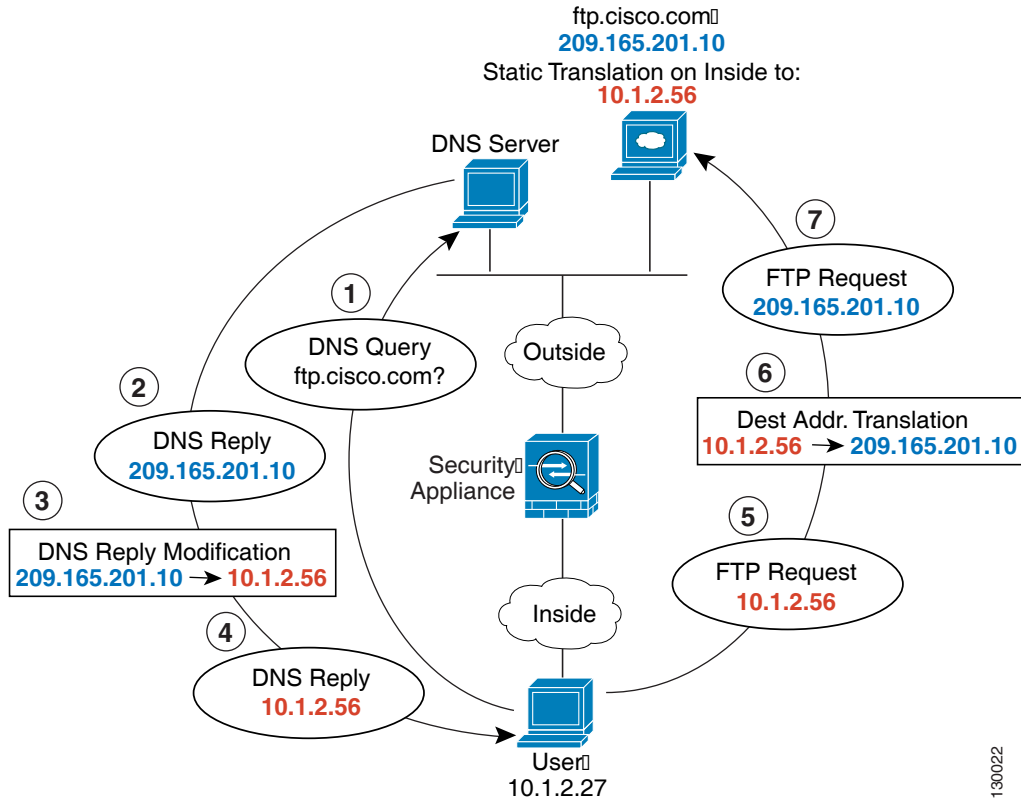 ftp.cisco.com
209.165.201.10
Static Translation on Inside to:
10.1.2.56
DNS Server
7
FTP Request
209.165.201.10
1
DNS Query
ftp.cisco.com?
Outside
2
DNS Reply
209.165.201.10
6
Dest Addr. Translation
10.1.2.56 → 209.165.201.10
Security
Appliance
3
DNS Reply Modification
209.165.201.10 → 10.1.2.56
5
FTP Request
10.1.2.56
Inside
4
DNS Reply
10.1.2.56
User
10.1.2.27
130022